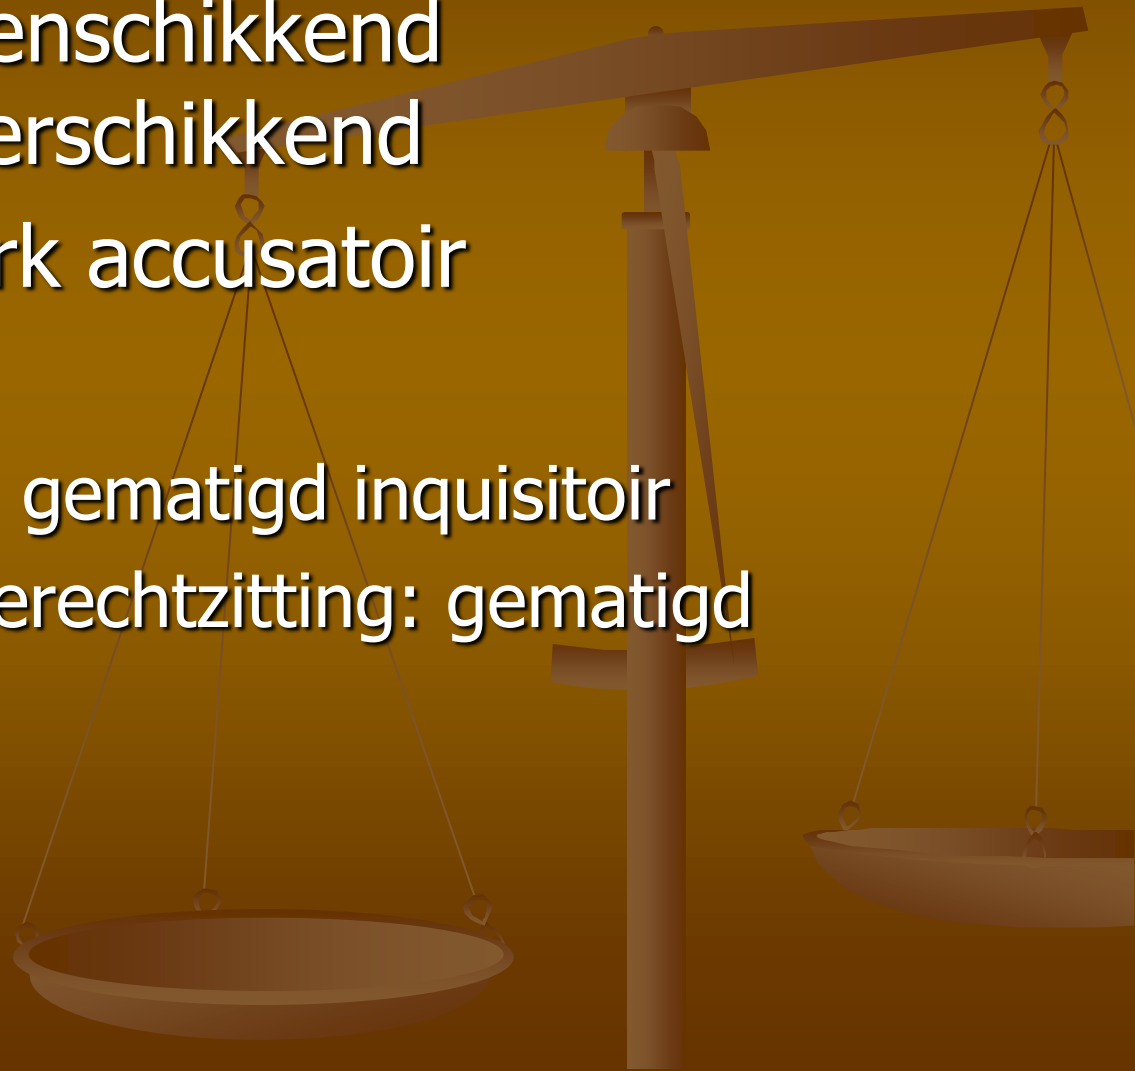 enschikkend
erschikkend
rk accusatoir
gematigd inquisitoir
erechtzitting: gematigd